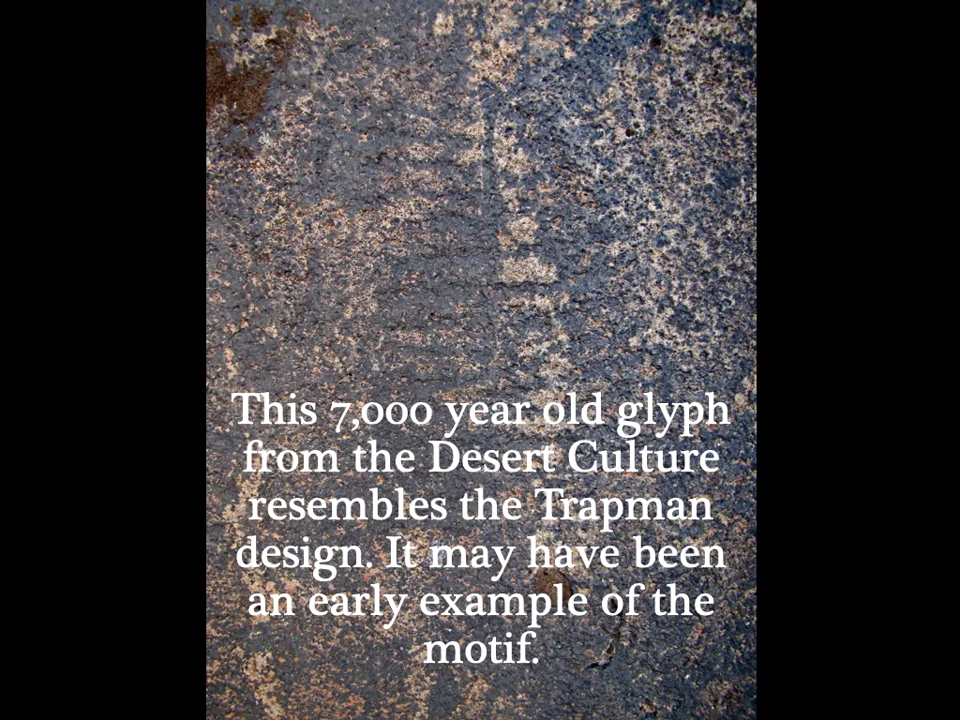 This 7,000 year old glyph
from the Desert Culture
resembles the Trapman
design. It may have been
an early example of the
motif.